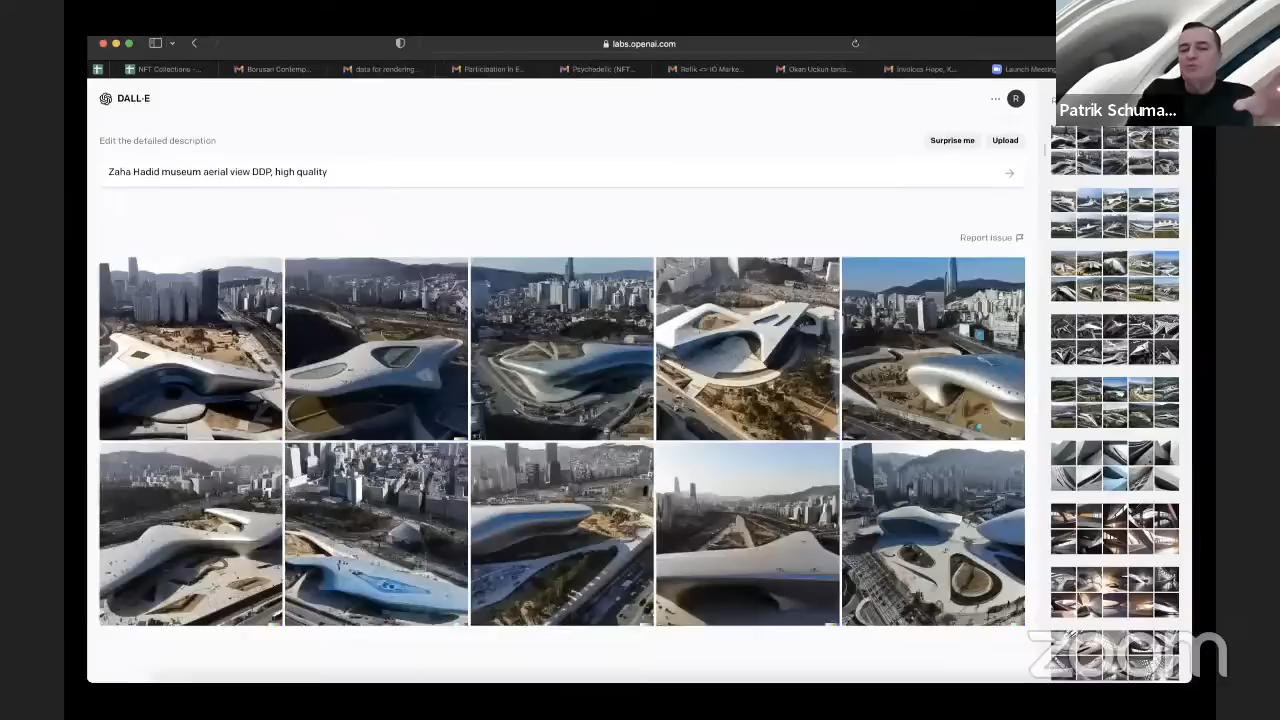 labs.openai.com
NFT Collections -...
Borusan Contemp...
data for rendering...
Participation in E...
Psychedelic (NFT...
Refik <> IÖ Marke...
Okan Uckun tanis...
Invoices Hape, K...
Launch Meeting
DALL·E
R
Patrik Schuma...
Edit the detailed description
Surprise me
Upload
Zaha Hadid museum aerial view DDP, high quality
Report issue
zoom